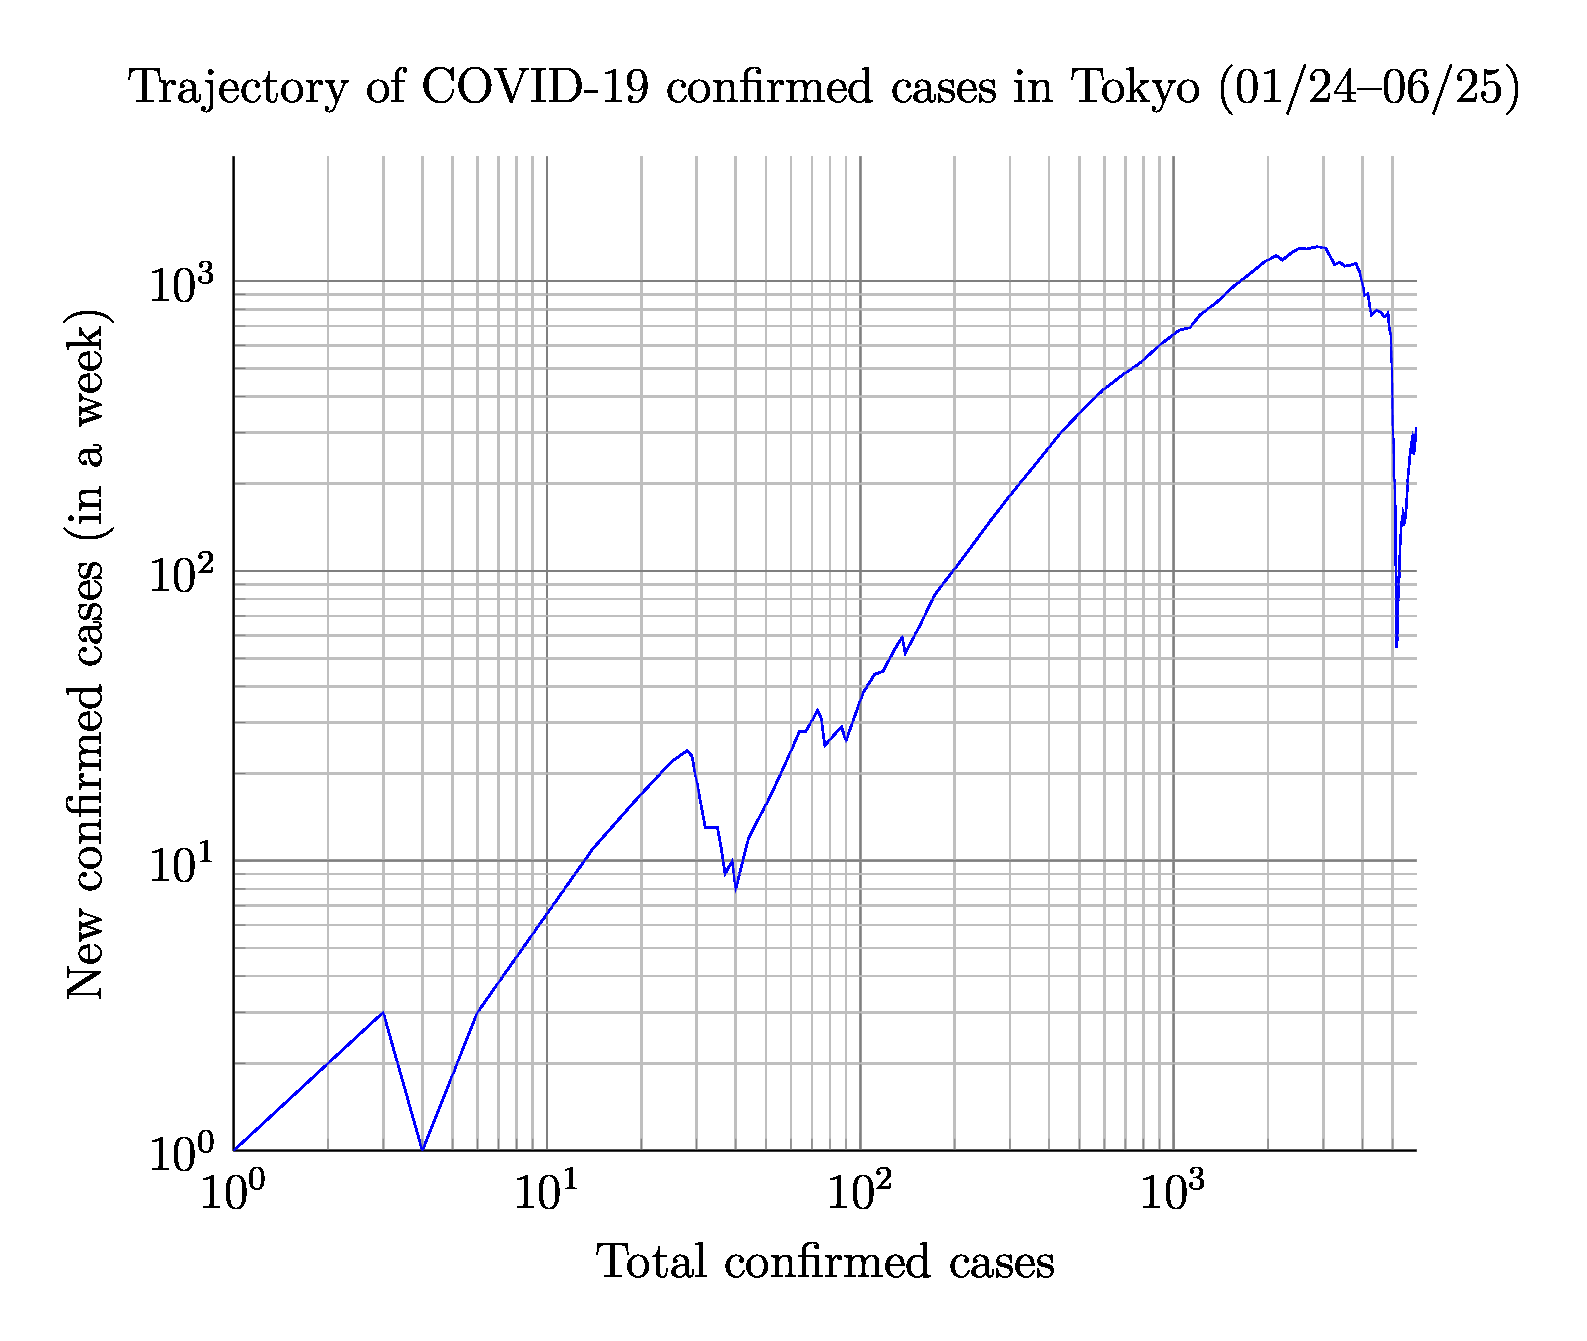 Trajectory of COVID-19 confirmed cases in Tokyo (01/24–06/25)
New confirmed cases (in a week)
10³
10²
10¹
10⁰
10⁰ 10¹ 10² 10³
Total confirmed cases